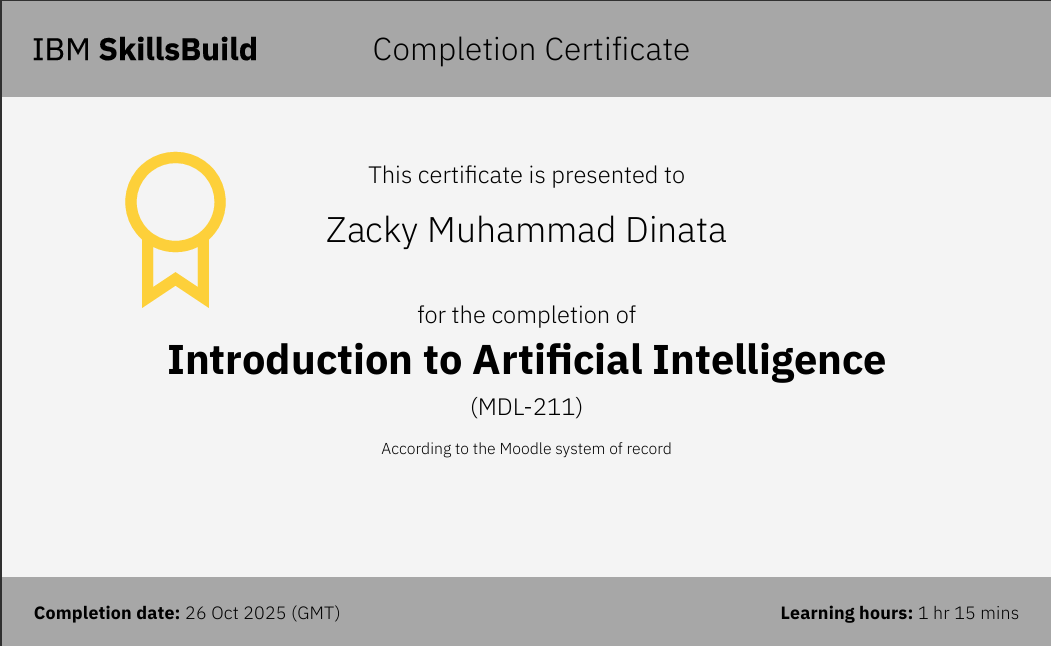 IBM SkillsBuild
Completion Certificate
This certificate is presented to
Zacky Muhammad Dinata
for the completion of
Introduction to Artificial Intelligence
(MDL-211)
According to the Moodle system of record
Completion date: 26 Oct 2025 (GMT)
Learning hours: 1 hr 15 mins